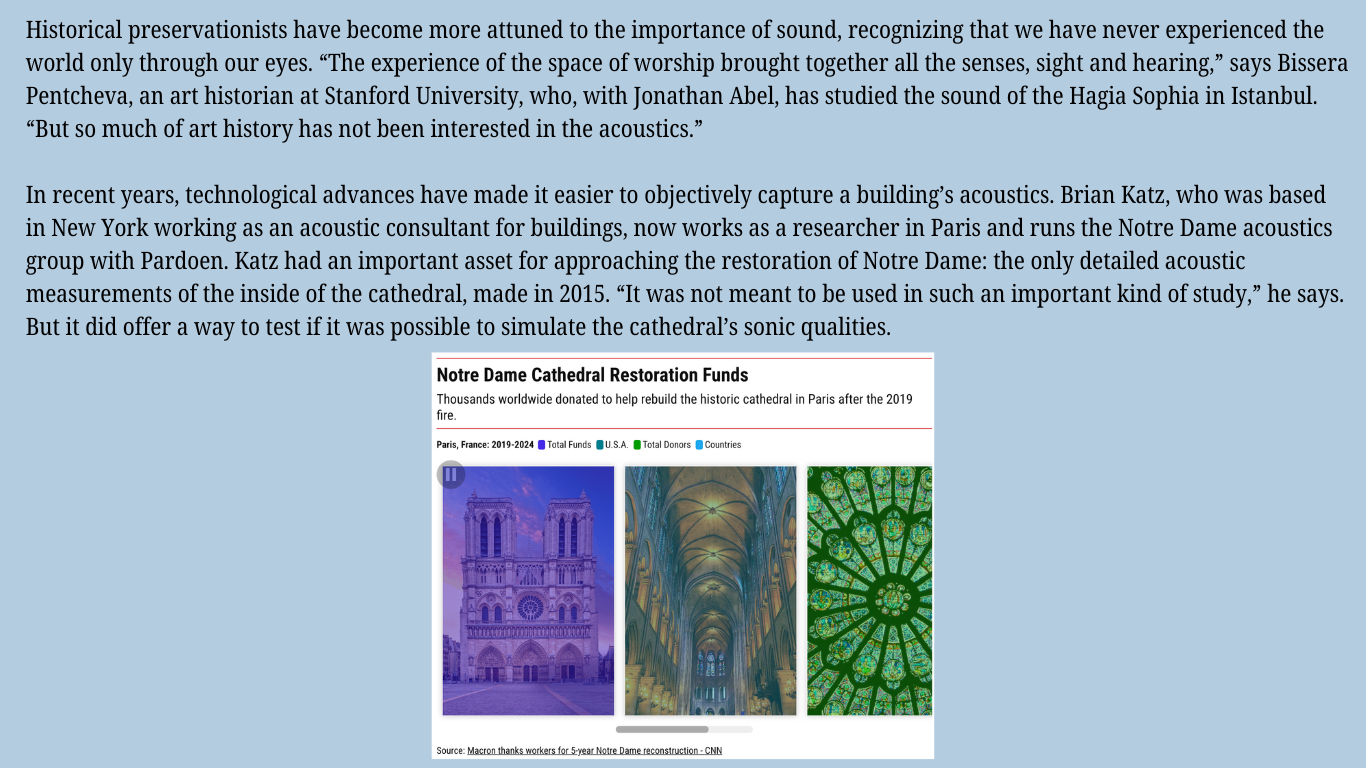 Historical preservationists have become more attuned to the importance of sound, recognizing that we have never experienced the
world only through our eyes. “The experience of the space of worship brought together all the senses, sight and hearing,” says Bissera
Pentcheva, an art historian at Stanford University, who, with Jonathan Abel, has studied the sound of the Hagia Sophia in Istanbul.
“But so much of art history has not been interested in the acoustics.”
In recent years, technological advances have made it easier to objectively capture a building’s acoustics. Brian Katz, who was based
in New York working as an acoustic consultant for buildings, now works as a researcher in Paris and runs the Notre Dame acoustics
group with Pardoen. Katz had an important asset for approaching the restoration of Notre Dame: the only detailed acoustic
measurements of the inside of the cathedral, made in 2015. “It was not meant to be used in such an important kind of study,” he says.
But it did offer a way to test if it was possible to simulate the cathedral’s sonic qualities.
Notre Dame Cathedral Restoration Funds
Thousands worldwide donated to help rebuild the historic cathedral in Paris after the 2019
fire.
Paris, France: 2019-2024 Total Funds U.S.A. Total Donors Countries
Source: Macron thanks workers for 5-year Notre Dame reconstruction - CNN